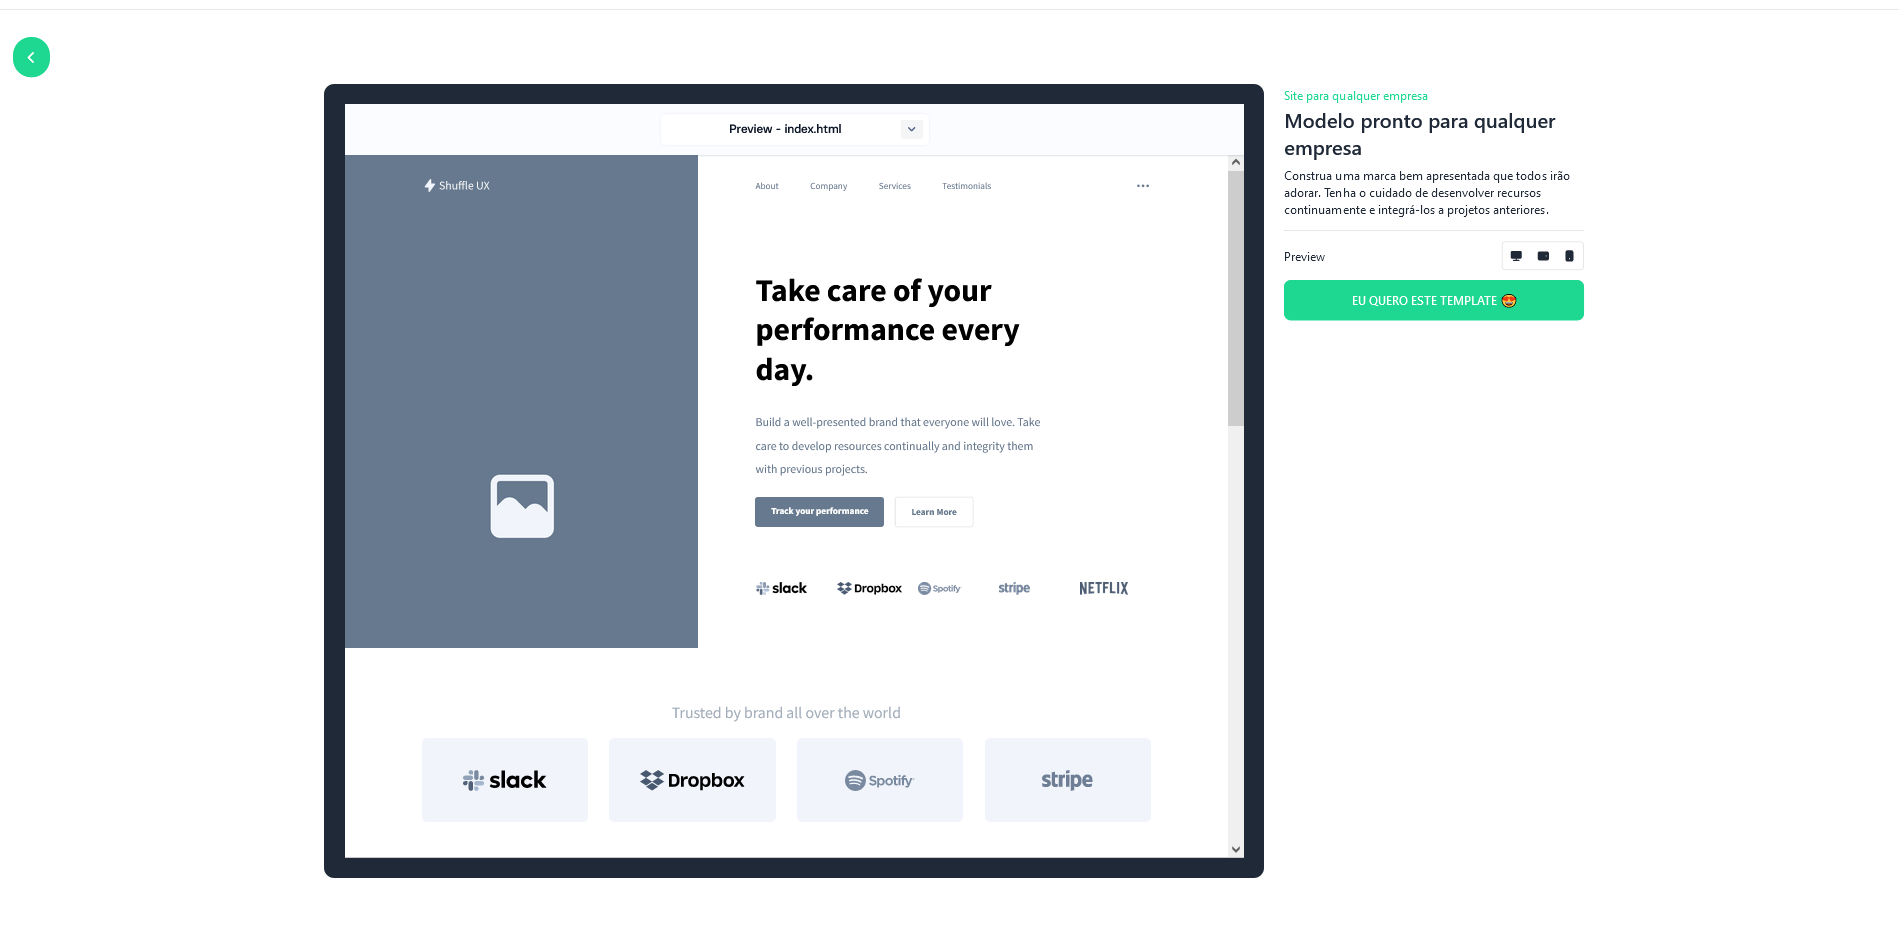 Preview - index.html
Shuffle UX
About Company Services Testimonials
Take care of your
performance every
day.
Build a well-presented brand that everyone will love. Take
care to develop resources continually and integrity them
with previous projects.
Track your performance Learn More
slack Dropbox Spotify stripe NETFLIX
Trusted by brand all over the world
slack Dropbox Spotify stripe
Site para qualquer empresa
Modelo pronto para qualquer
empresa
Construa uma marca bem apresentada que todos irão
adorar. Tenha o cuidado de desenvolver recursos
continuamente e integrá-los a projetos anteriores.
Preview
EU QUERO ESTE TEMPLATE 😍